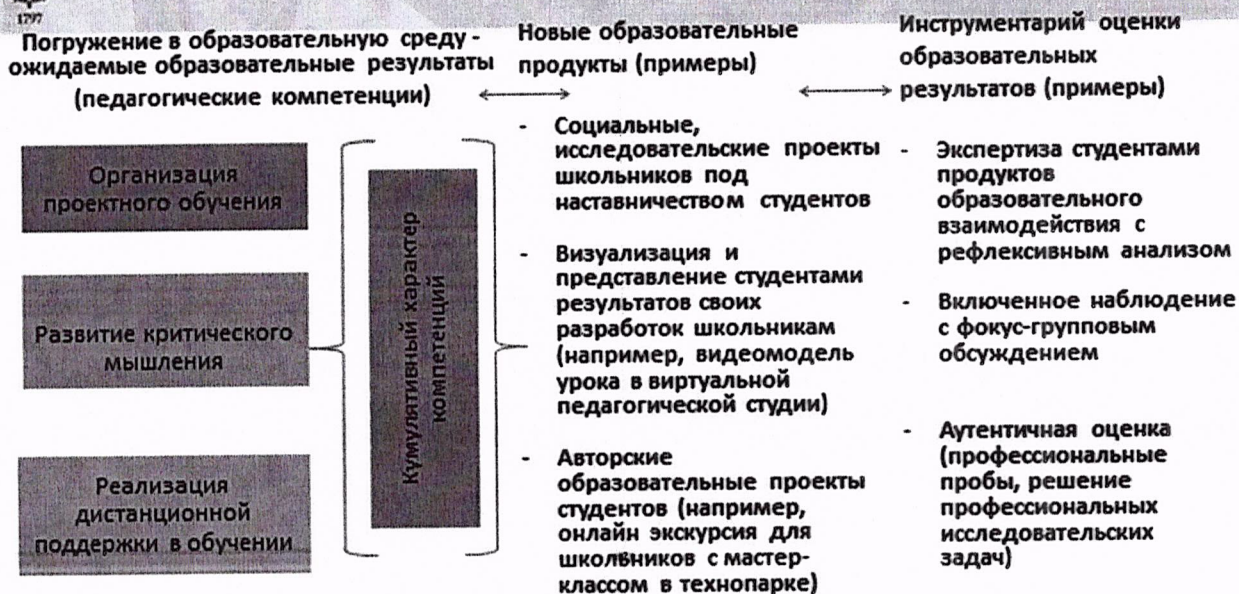 1797
Погружение в образовательную среду -
ожидаемые образовательные результаты
(педагогические компетенции)
Организация
проектного обучения
Развитие критического
мышления
Реализация
дистанционной
поддержки в обучении
Кумулятивный характер
компетенций
Новые образовательные
продукты (примеры)
- Социальные,
исследовательские проекты
школьников под
наставничеством студентов
- Визуализация и
представление студентами
результатов своих
разработок школьникам
(например, видеомодель
урока в виртуальной
педагогической студии)
- Авторские
образовательные проекты
студентов (например,
онлайн экскурсия для
школьников с мастер-
классом в технопарке)
Инструментарий оценки
образовательных
результатов (примеры)
- Экспертиза студентами
продуктов
образовательного
взаимодействия с
рефлексивным анализом
- Включенное наблюдение
с фокус-групповым
обсуждением
- Аутентичная оценка
(профессиональные
пробы, решение
профессиональных
исследовательских
задач)